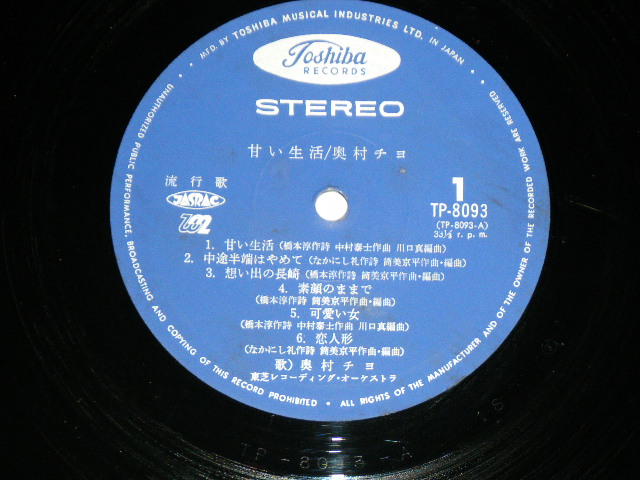 MFD. BY TOSHIBA MUSICAL INDUSTRIES LTD. IN JAPAN
UNAUTHORIZED PUBLIC PERFORMANCE, BROADCASTING AND COPYING OF THIS RECORD PROHIBITED • ALL RIGHTS OF THE MANUFACTURER AND OF THE OWNER OF THE RECORDED WORK ARE RESERVED
Toshiba
RECORDS
STEREO
甘い生活/奥村チヨ
流行歌
JASRAC
1
TP-8093
(TP-8093-A)
33⅓ r. p. m.
1. 甘い生活 (橋本淳作詩 中村泰士作曲 川口真編曲)
2. 中途半端はやめて (なかにし礼作詩 筒美京平作曲・編曲)
3. 想い出の長崎 (橋本淳作詩 筒美京平作曲・編曲)
4. 素顔のままで
(橋本淳作詩 筒美京平作曲・編曲)
5. 可愛い女
(橋本淳作詩 中村泰士作曲 川口真編曲)
6. 恋人形
(なかにし礼作詩 筒美京平作曲・編曲)
歌) 奥村チヨ
東芝レコーディング・オーケストラ
TP-8093-A